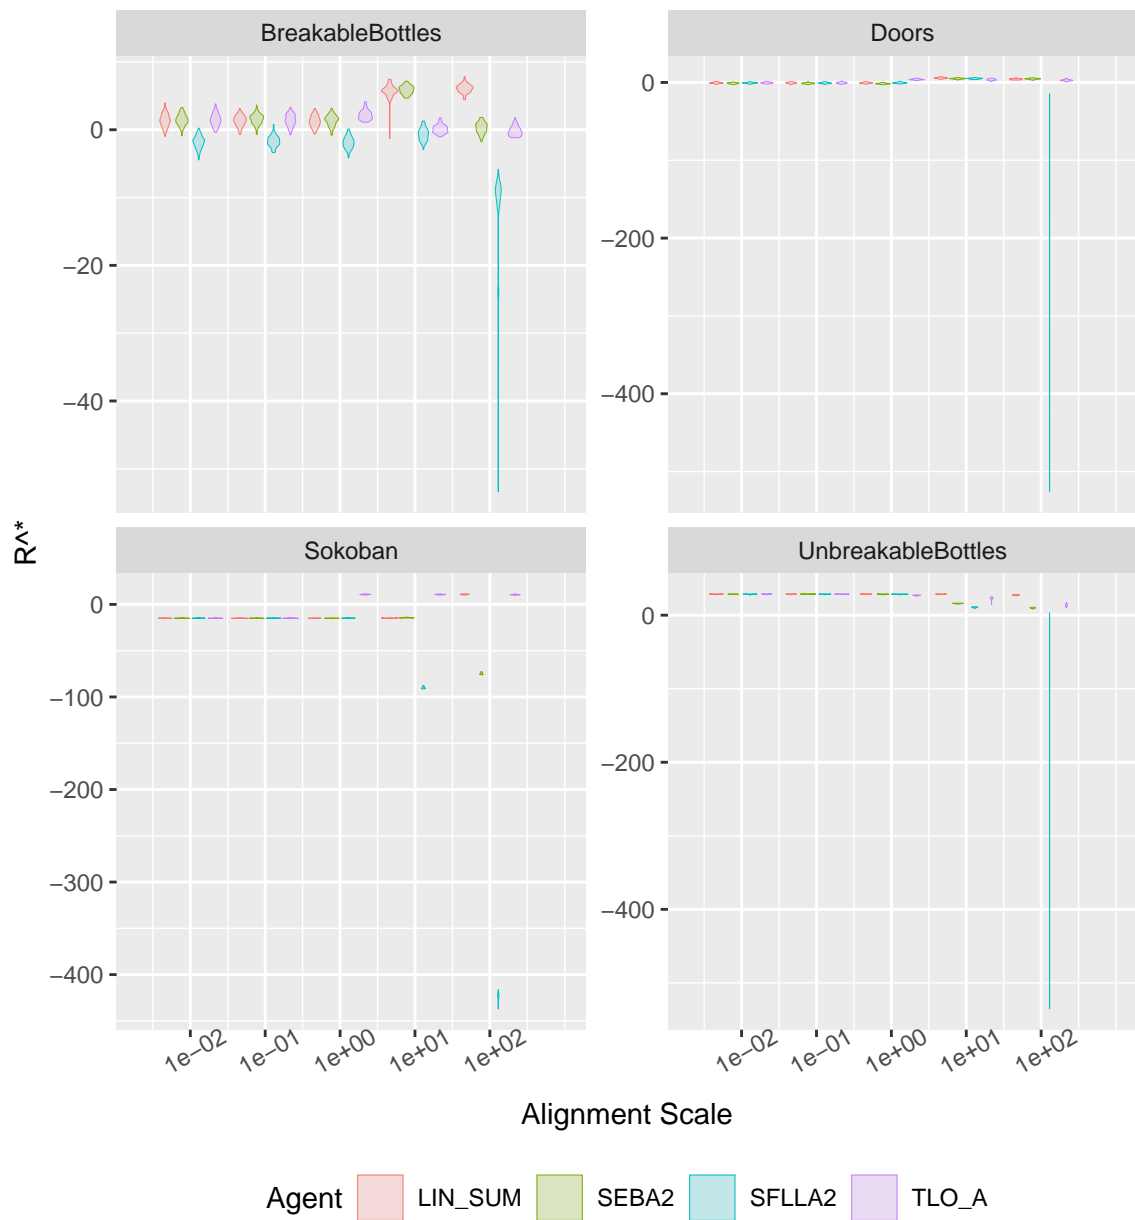 BreakableBottles
Doors
0
−20
−40
0
−200
−400
R^*
Sokoban
UnbreakableBottles
0
−100
−200
−300
−400
0
−200
−400
1e−02
1e−01
1e+00
1e+01
1e+02
1e−02
1e−01
1e+00
1e+01
1e+02
Alignment Scale
Agent LIN_SUM SEBA2 SFLLA2 TLO_A